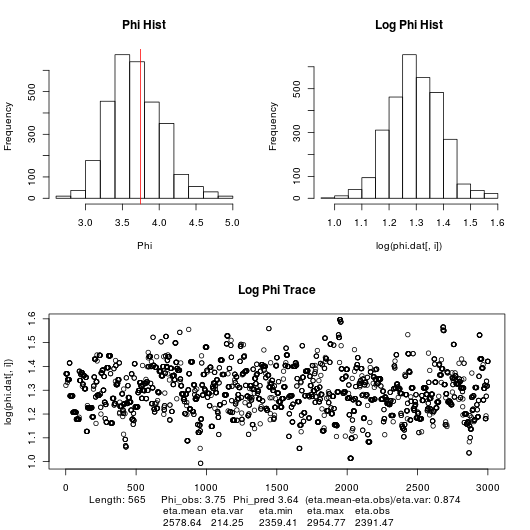 Phi Hist
Log Phi Hist
Frequency
0
100
300
500
3.0 3.5 4.0 4.5 5.0
Phi
Frequency
0
100
300
500
1.0 1.1 1.2 1.3 1.4 1.5 1.6
log(phi.dat[, i])
Log Phi Trace
log(phi.dat[, i])
1.0 1.1 1.2 1.3 1.4 1.5 1.6
0 500 1000 1500 2000 2500 3000
Length: 565 Phi_obs: 3.75 Phi_pred 3.64 (eta.mean-eta.obs)/eta.var: 0.874
eta.mean eta.var eta.min eta.max eta.obs
2578.64 214.25 2359.41 2954.77 2391.47